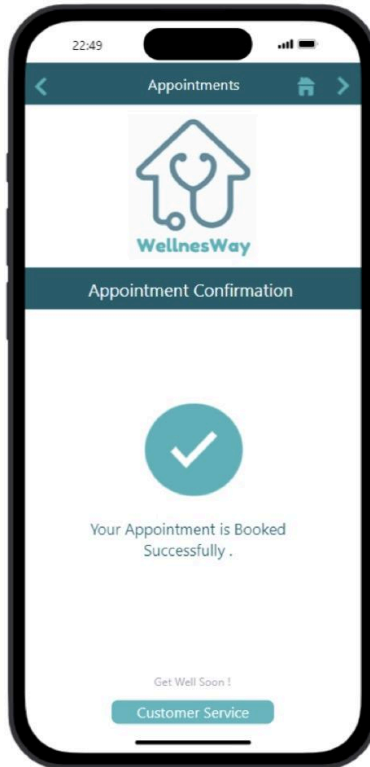 22:49
Appointments
WellnesWay
Appointment Confirmation
Your Appointment is Booked
Successfully .
Get Well Soon !
Customer Service